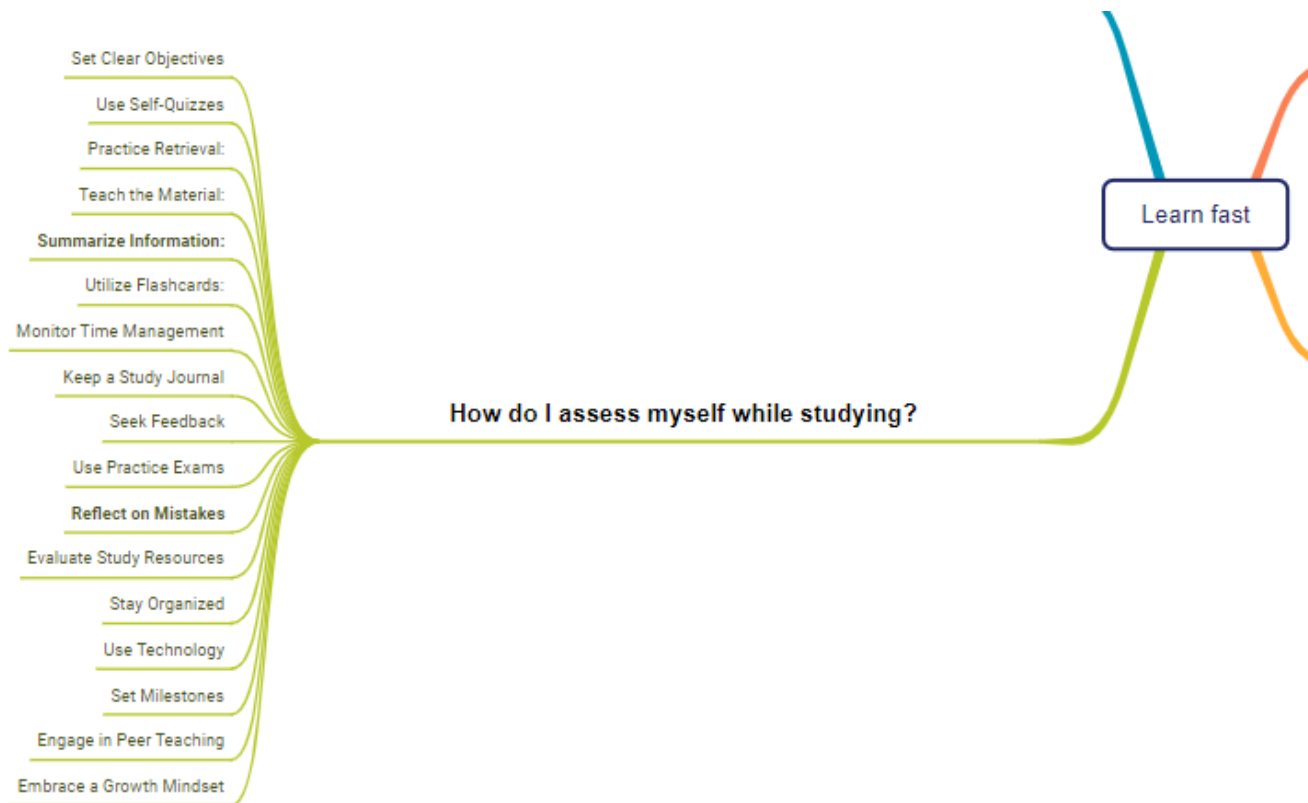 Set Clear Objectives
Use Self-Quizzes
Practice Retrieval:
Teach the Material:
Summarize Information:
Utilize Flashcards:
Monitor Time Management
Keep a Study Journal
Seek Feedback
Use Practice Exams
Reflect on Mistakes
Evaluate Study Resources
Stay Organized
Use Technology
Set Milestones
Engage in Peer Teaching
Embrace a Growth Mindset
How do I assess myself while studying?
Learn fast